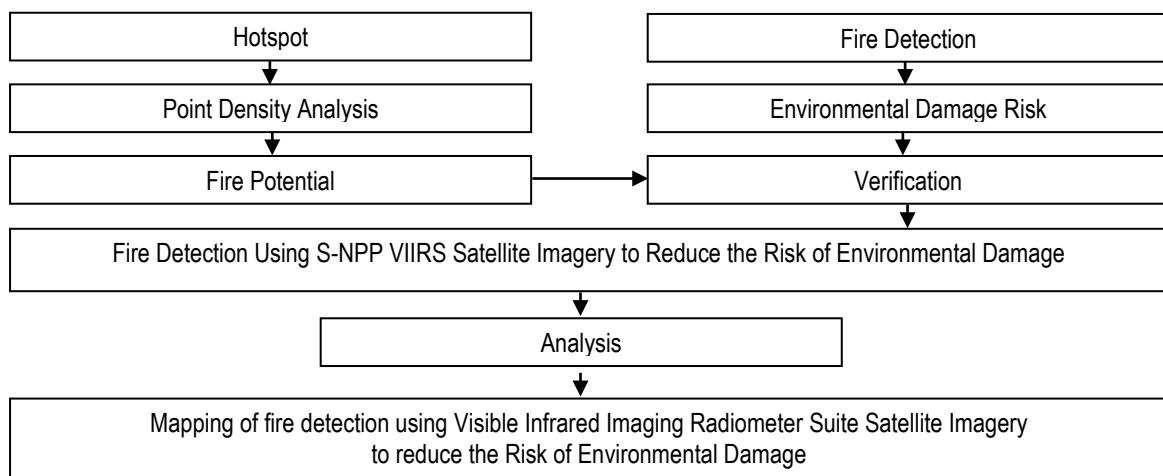 Hotspot
Fire Detection
Point Density Analysis
Environmental Damage Risk
Fire Potential
Verification
Fire Detection Using S-NPP VIIRS Satellite Imagery to Reduce the Risk of Environmental Damage
Analysis
Mapping of fire detection using Visible Infrared Imaging Radiometer Suite Satellite Imagery
to reduce the Risk of Environmental Damage